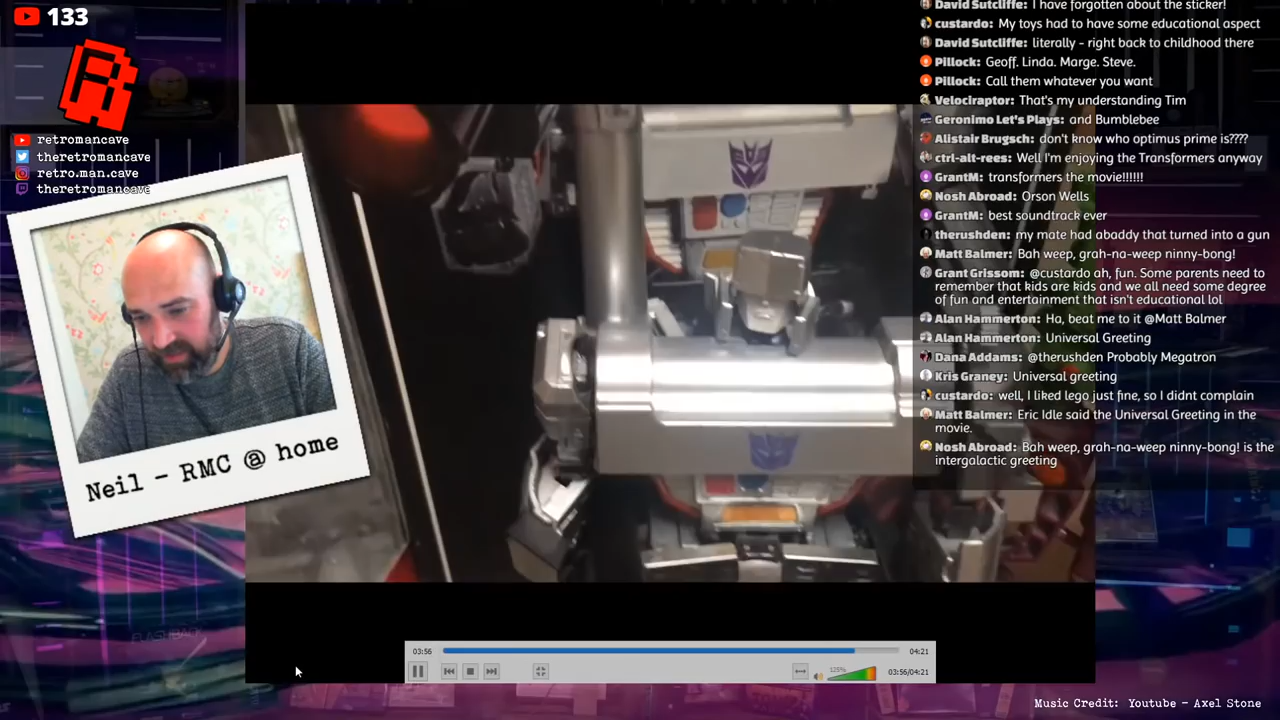 133
R
retromancave
theretromancave
retro.man.cave
theretromancave
Neil - RMC @ home
David Sutcliffe: I have forgotten about the sticker!
custardo: My toys had to have some educational aspect
David Sutcliffe: literally - right back to childhood there
Pillock: Geoff. Linda. Marge. Steve.
Pillock: Call them whatever you want
Velociraptor: That's my understanding Tim
Geronimo Let's Plays: and Bumblebee
Alistair Brugsch: don't know who optimus prime is????
ctrl-alt-rees: Well I'm enjoying the Transformers anyway
GrantM: transformers the movie!!!!!!
Nosh Abroad: Orson Wells
GrantM: best soundtrack ever
therushden: my mate had abaddy that turned into a gun
Matt Balmer: Bah weep, grah-na-weep ninny-bong!
Grant Grissom: @custardo ah, fun. Some parents need to
remember that kids are kids and we all need some degree
of fun and entertainment that isn't educational lol
Alan Hammerton: Ha, beat me to it @Matt Balmer
Alan Hammerton: Universal Greeting
Dana Addams: @therushden Probably Megatron
Kris Graney: Universal greeting
custardo: well, I liked lego just fine, so I didnt complain
Matt Balmer: Eric Idle said the Universal Greeting in the
movie.
Nosh Abroad: Bah weep, grah-na-weep ninny-bong! is the
intergalactic greeting
FLASHBACK
03:56
04:21
125%
03:56/04:21
Music Credit: Youtube - Axel Stone